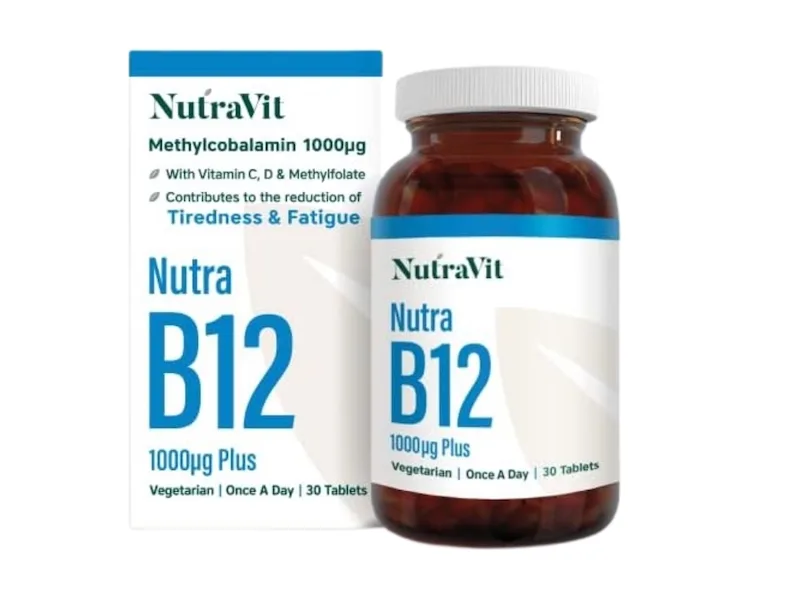 NutraVit
Methylcobalamin 1000µg
With Vitamin C, D & Methylfolate
Contributes to the reduction of
Tiredness & Fatigue
Nutra
B12
1000µg Plus
Vegetarian | Once A Day | 30 Tablets
NutraVit
Nutra
B12
1000µg Plus
Vegetarian | Once A Day | 30 Tablets